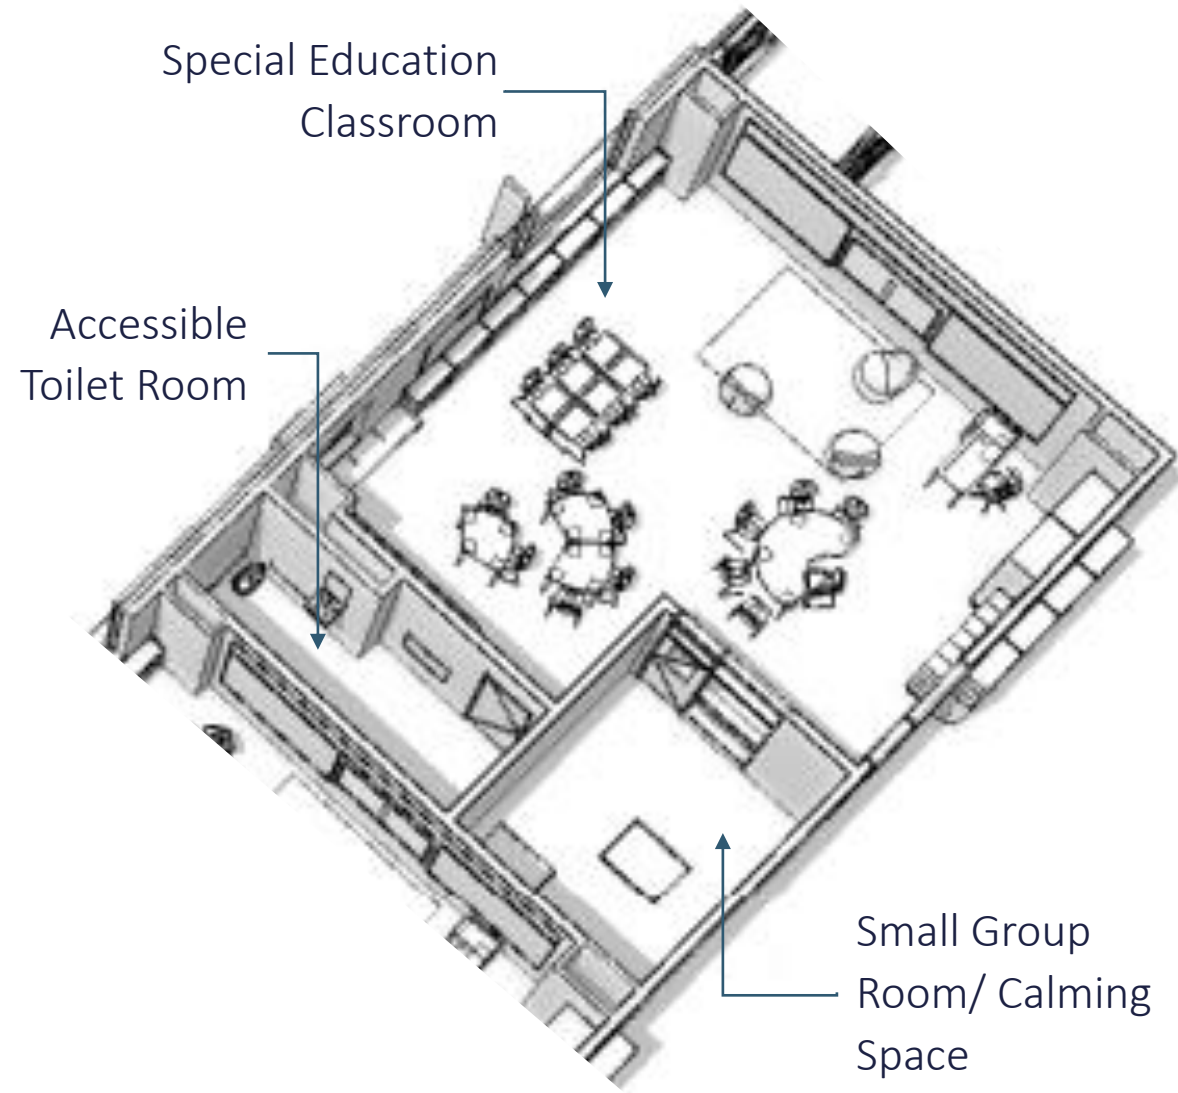 Special Education
Classroom
Accessible
Toilet Room
Small Group
Room/ Calming
Space